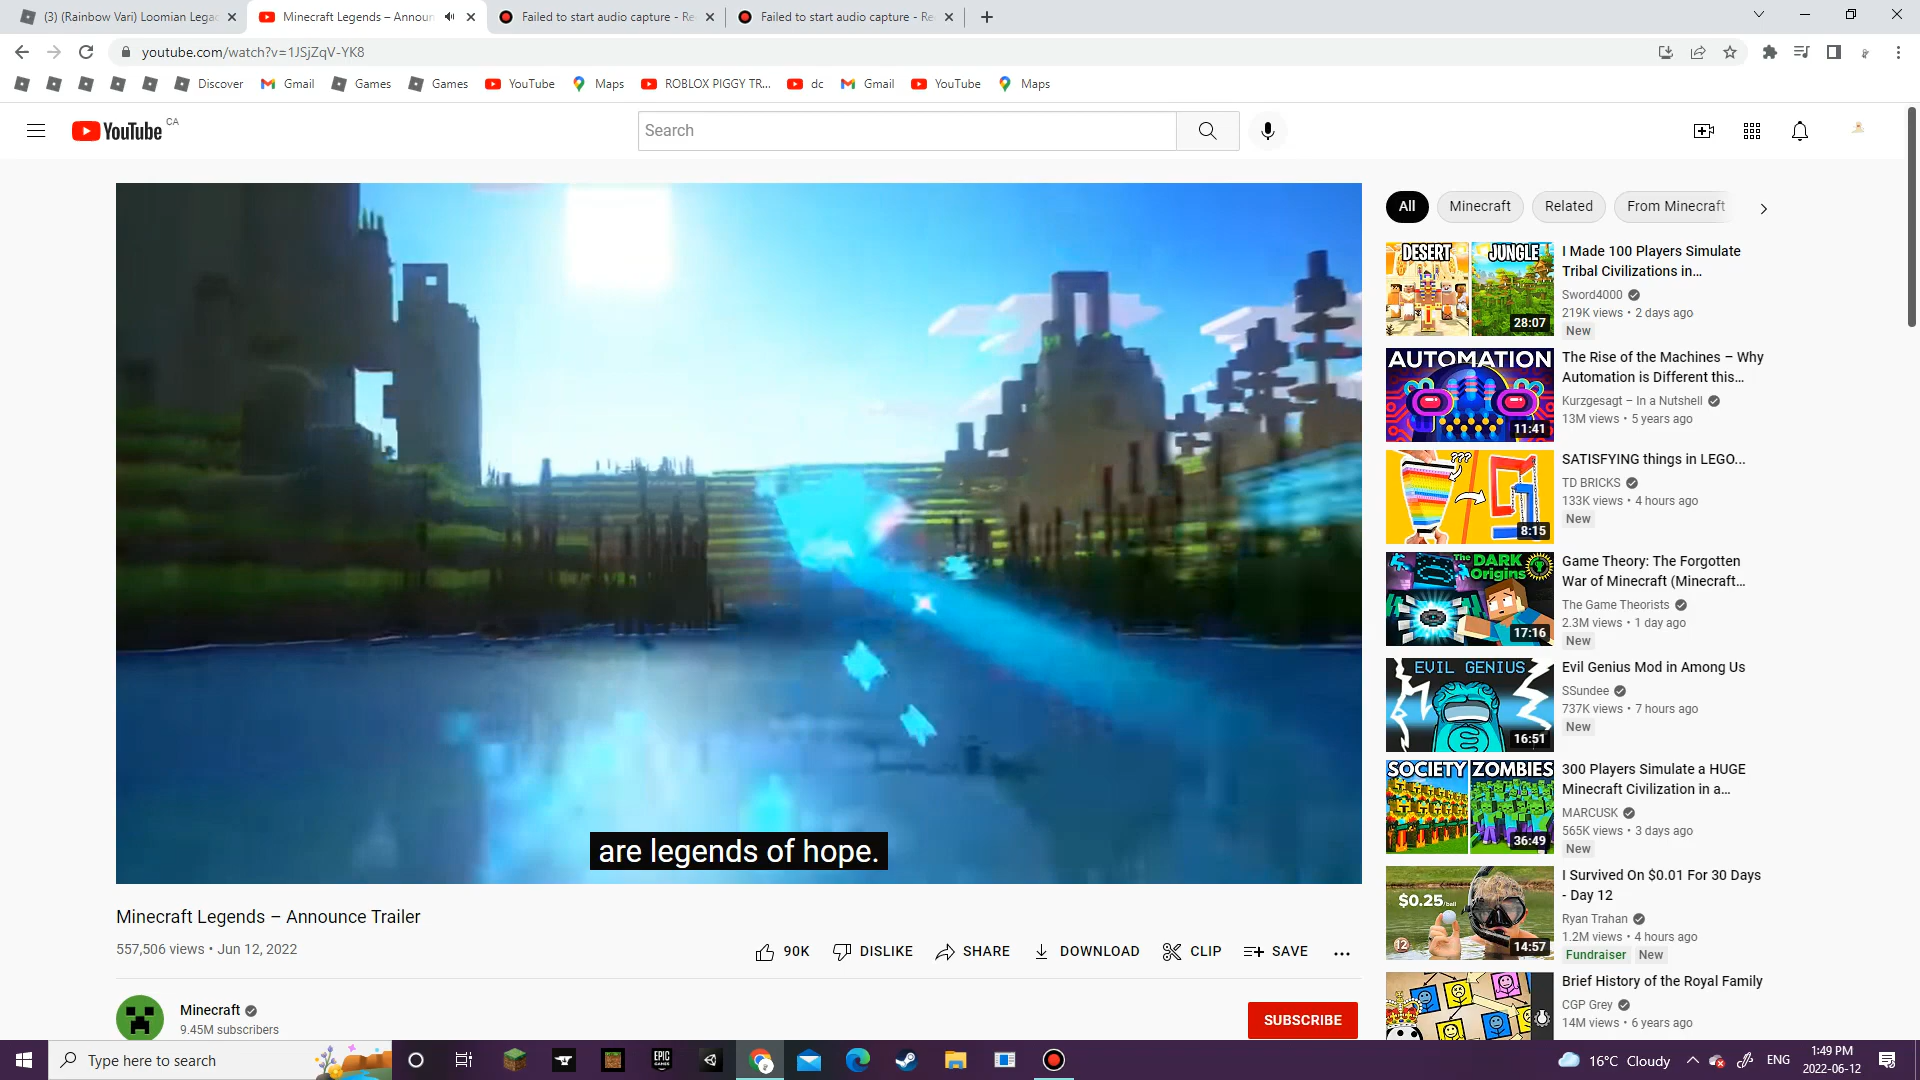 (3) (Rainbow Vari) Loomian Legac
Minecraft Legends – Announ
Failed to start audio capture - Re
Failed to start audio capture - Re
youtube.com/watch?v=1JSjZqV-YK8
Discover
Gmail
Games
Games
YouTube
Maps
ROBLOX PIGGY TR...
dc
Gmail
YouTube
Maps
YouTube CA
Search
All
Minecraft
Related
From Minecraft
are legends of hope.
Minecraft Legends – Announce Trailer
557,506 views • Jun 12, 2022
90K
DISLIKE
SHARE
DOWNLOAD
CLIP
SAVE
Minecraft
9.45M subscribers
SUBSCRIBE
DESERT
JUNGLE
28:07
I Made 100 Players Simulate
Tribal Civilizations in...
Sword4000
219K views • 2 days ago
New
AUTOMATION
11:41
The Rise of the Machines – Why
Automation is Different this...
Kurzgesagt – In a Nutshell
13M views • 5 years ago
???
8:15
SATISFYING things in LEGO...
TD BRICKS
133K views • 4 hours ago
New
The DARK
Origins
17:16
Game Theory: The Forgotten
War of Minecraft (Minecraft...
The Game Theorists
2.3M views • 1 day ago
New
EVIL GENIUS
16:51
Evil Genius Mod in Among Us
SSundee
737K views • 7 hours ago
New
SOCIETY
ZOMBIES
36:49
300 Players Simulate a HUGE
Minecraft Civilization in a...
MARCUSK
565K views • 3 days ago
New
$0.25/ball
12
14:57
I Survived On $0.01 For 30 Days
- Day 12
Ryan Trahan
1.2M views • 4 hours ago
Fundraiser
New
Brief History of the Royal Family
CGP Grey
14M views • 6 years ago
Type here to search
EPIC
GAMES
16°C Cloudy
ENG
1:49 PM
2022-06-12